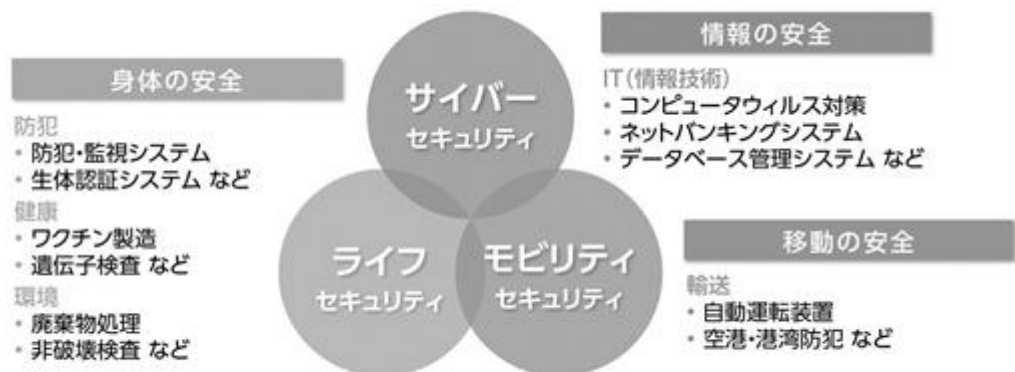 身体の安全
防犯
・防犯・監視システム
・生体認証システム など
健康
・ワクチン製造
・遺伝子検査 など
環境
・廃棄物処理
・非破壊検査 など
サイバー
セキュリティ
ライフ
セキュリティ
モビリティ
セキュリティ
情報の安全
IT(情報技術)
・コンピュータウィルス対策
・ネットバンキングシステム
・データベース管理システム など
移動の安全
輸送
・自動運転装置
・空港・港湾防犯 など